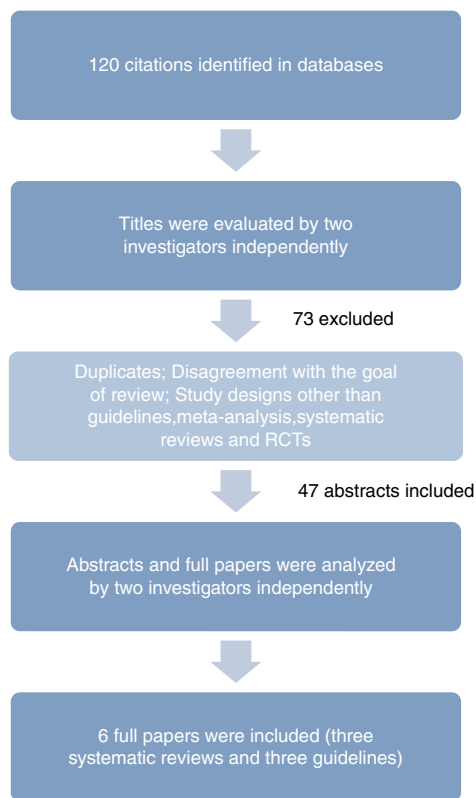 120 citations identified in databases
Titles were evaluated by two
investigators independently
73 excluded
Duplicates; Disagreement with the goal
of review; Study designs other than
guidelines,meta-analysis,systematic
reviews and RCTs
47 abstracts included
Abstracts and full papers were analyzed
by two investigators independently
6 full papers were included (three
systematic reviews and three guidelines)